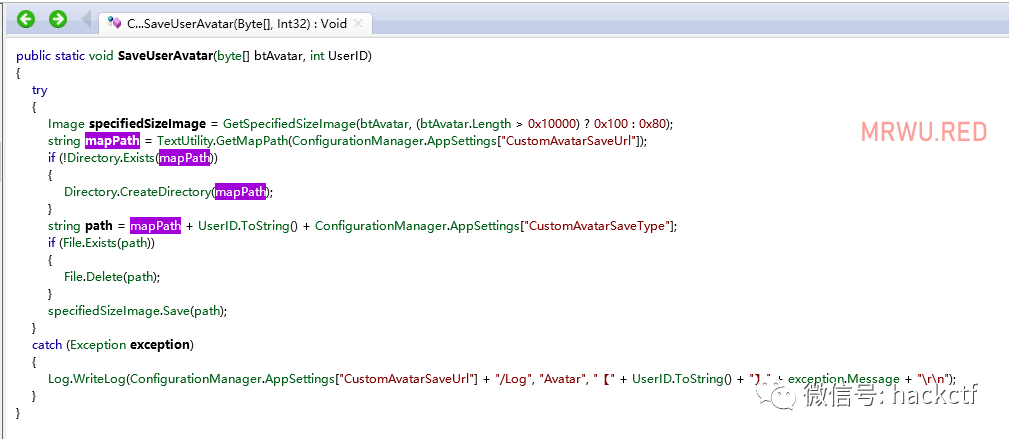 C...SaveUserAvatar(Byte[], Int32) : Void
public static void SaveUserAvatar(byte[] btAvatar, int UserID)
{
try
{
Image specifiedSizeImage = GetSpecifiedSizeImage(btAvatar, (btAvatar.Length > 0x10000) ? 0x100 : 0x80);
string mapPath = TextUtility.GetMapPath(ConfigurationManager.AppSettings["CustomAvatarSaveUrl"]);
MRWU.RED
if (!Directory.Exists(mapPath))
{
Directory.CreateDirectory(mapPath);
}
string path = mapPath + UserID.ToString() + ConfigurationManager.AppSettings["CustomAvatarSaveType"];
if (File.Exists(path))
{
File.Delete(path);
}
specifiedSizeImage.Save(path);
}
catch (Exception exception)
{
Log.WriteLog(ConfigurationManager.AppSettings["CustomAvatarSaveUrl"] + "/Log", "Avatar", "【" + UserID.ToString() + "】" + exception.Message + "\r\n");
微信号: hackctf
}
}